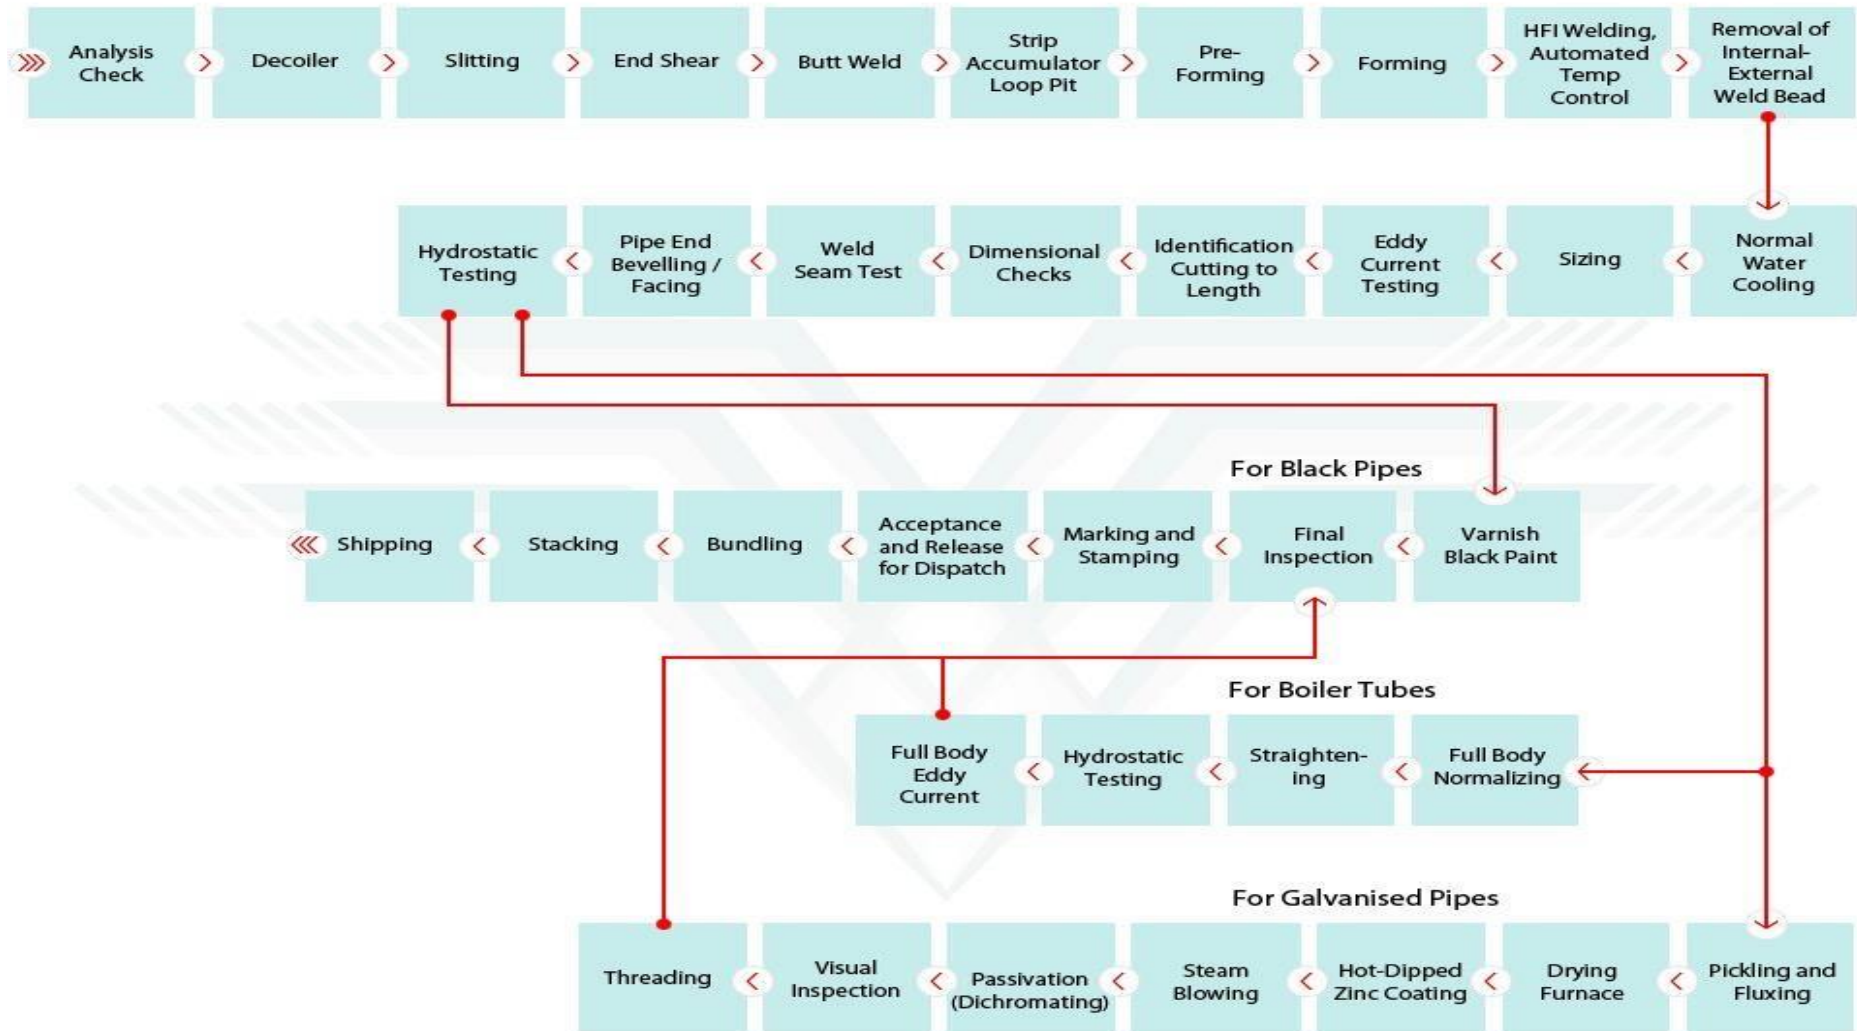 Analysis
Check
Decoiler
Slitting
End Shear
Butt Weld
Strip
Accumulator
Loop Pit
Pre-
Forming
Forming
HFI Welding,
Automated
Temp
Control
Removal of
Internal-
External
Weld Bead
Normal
Water
Cooling
Sizing
Eddy
Current
Testing
Identification
Cutting to
Length
Dimensional
Checks
Weld
Seam Test
Pipe End
Bevelling /
Facing
Hydrostatic
Testing
For Black Pipes
Varnish
Black Paint
Final
Inspection
Marking and
Stamping
Acceptance
and Release
for Dispatch
Bundling
Stacking
Shipping
For Boiler Tubes
Full Body
Normalizing
Straighten-
ing
Hydrostatic
Testing
Full Body
Eddy
Current
For Galvanised Pipes
Pickling and
Fluxing
Drying
Furnace
Hot-Dipped
Zinc Coating
Steam
Blowing
Passivation
(Dichromating)
Visual
Inspection
Threading